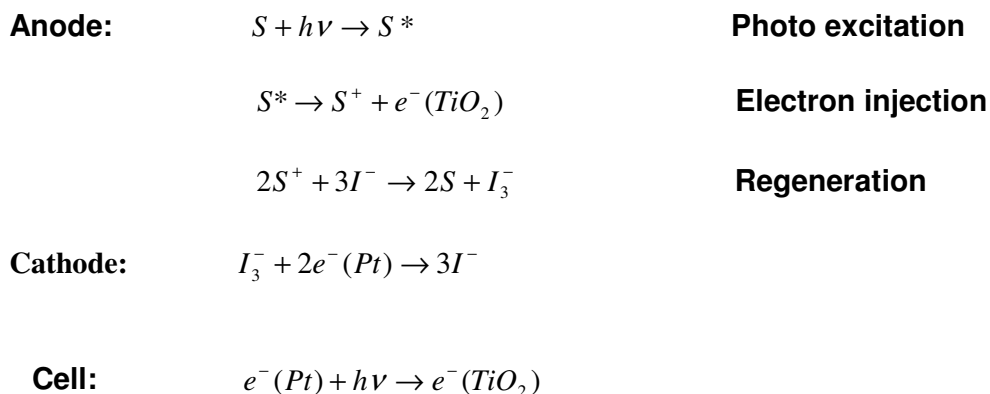 Anode: S + hν → S * Photo excitation
S* → S⁺ + e⁻(TiO₂) Electron injection
2S⁺ + 3I⁻ → 2S + I₃⁻ Regeneration
Cathode: I₃⁻ + 2e⁻(Pt) → 3I⁻
Cell: e⁻(Pt) + hν → e⁻(TiO₂)